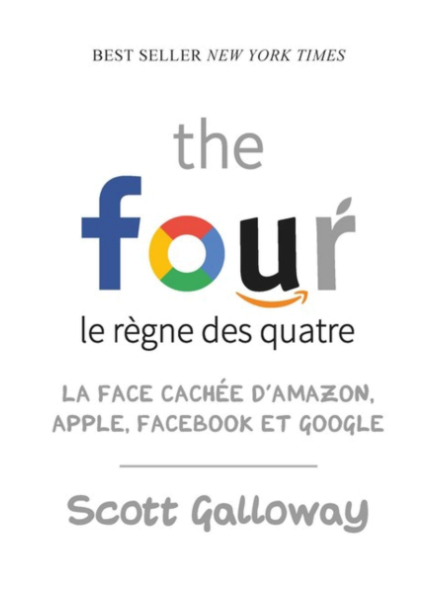 BEST SELLER NEW YORK TIMES
the
four
le règne des quatre
LA FACE CACHÉE D'AMAZON,
APPLE, FACEBOOK ET GOOGLE
Scott Galloway